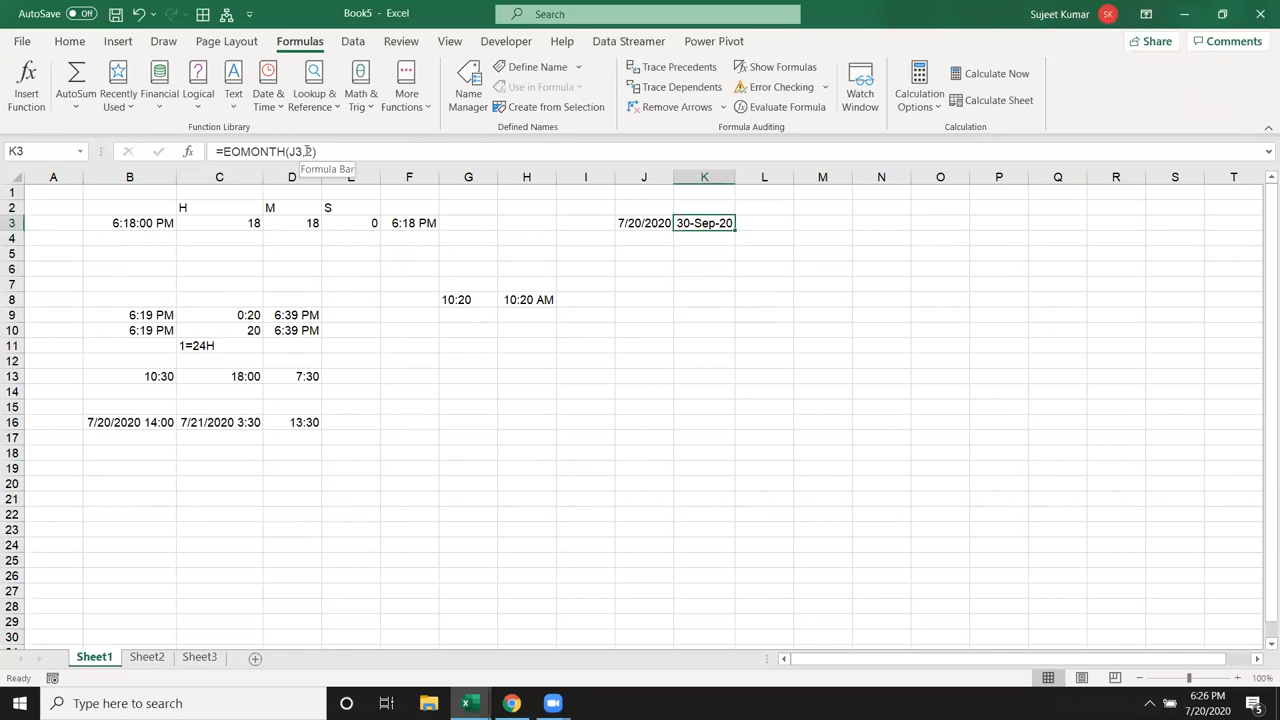 AutoSave Off Book5 - Excel Search Sujeet Kumar SK
File Home Insert Draw Page Layout Formulas Data Review View Developer Help Data Streamer Power Pivot Share Comments
Insert Function
AutoSum
Recently Used
Financial
Logical
Text
Date & Time
Lookup & Reference
Math & Trig
More Functions
Function Library
Name Manager
Define Name
Use in Formula
Create from Selection
Defined Names
Trace Precedents
Trace Dependents
Remove Arrows
Show Formulas
Error Checking
Evaluate Formula
Formula Auditing
Watch Window
Calculation Options
Calculate Now
Calculate Sheet
Calculation
K3 fx =EOMONTH(J3,2)
Formula Bar
A B C D E F G H I J K L M N O P Q R S T
1
2 H M S
3 6:18:00 PM 18 18 0 6:18 PM 7/20/2020 30-Sep-20
4
5
6
7
8 10:20 10:20 AM
9 6:19 PM 0:20 6:39 PM
10 6:19 PM 20 6:39 PM
11 1=24H
12
13 10:30 18:00 7:30
14
15
16 7/20/2020 14:00 7/21/2020 3:30 13:30
17
18
19
20
21
22
23
24
25
26
27
28
29
30
Sheet1 Sheet2 Sheet3
Ready 100%
Type here to search 6:26 PM
7/20/2020 5